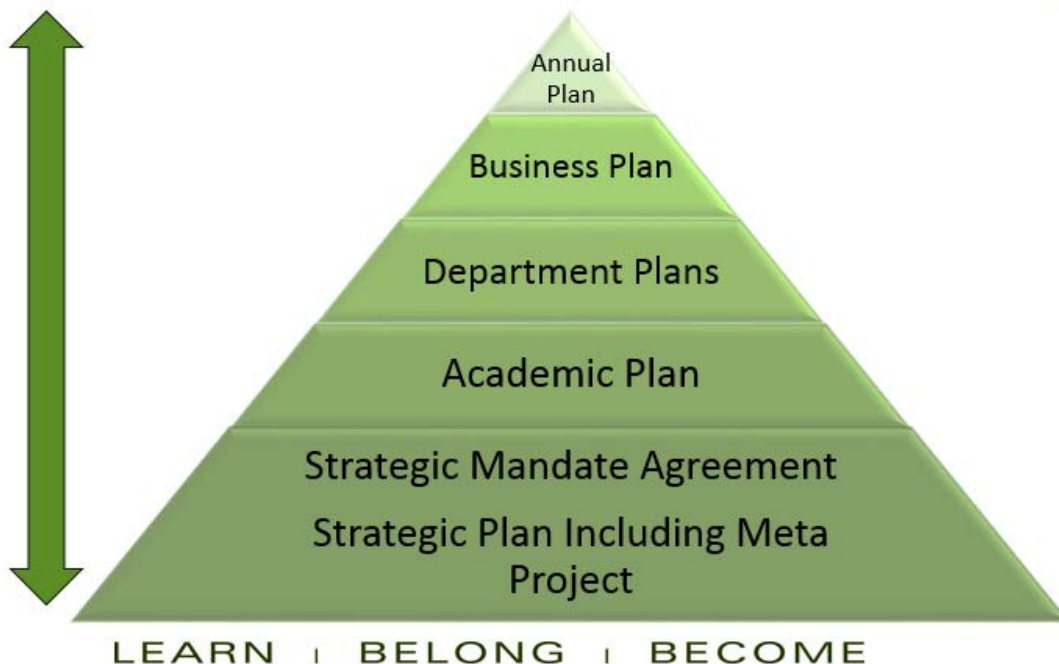 Annual
Plan
Business Plan
Department Plans
Academic Plan
Strategic Mandate Agreement
Strategic Plan Including Meta
Project
LEARN | BELONG | BECOME